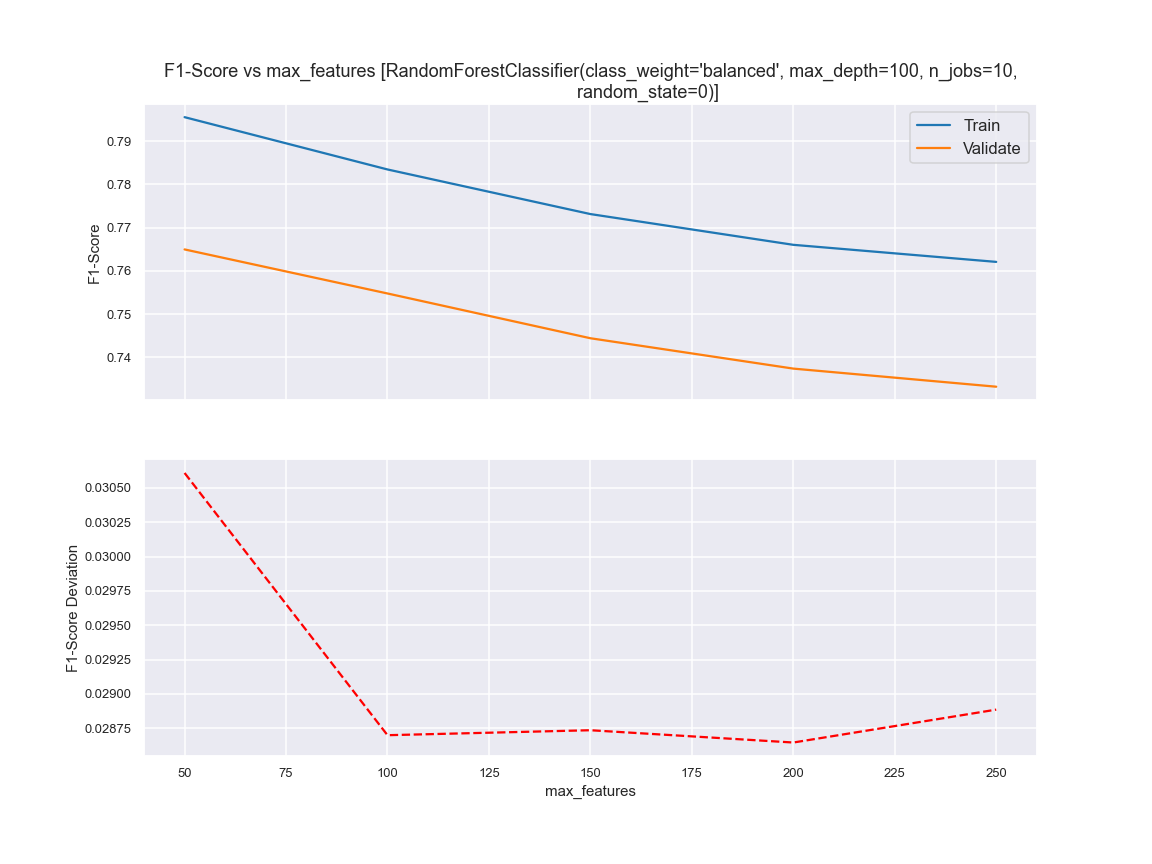 F1-Score vs max_features [RandomForestClassifier(class_weight='balanced', max_depth=100, n_jobs=10,
random_state=0)]
Train
Validate
0.79
0.78
0.77
0.76
0.75
0.74
F1-Score
0.03050
0.03025
0.03000
0.02975
0.02950
0.02925
0.02900
0.02875
F1-Score Deviation
50 75 100 125 150 175 200 225 250
max_features